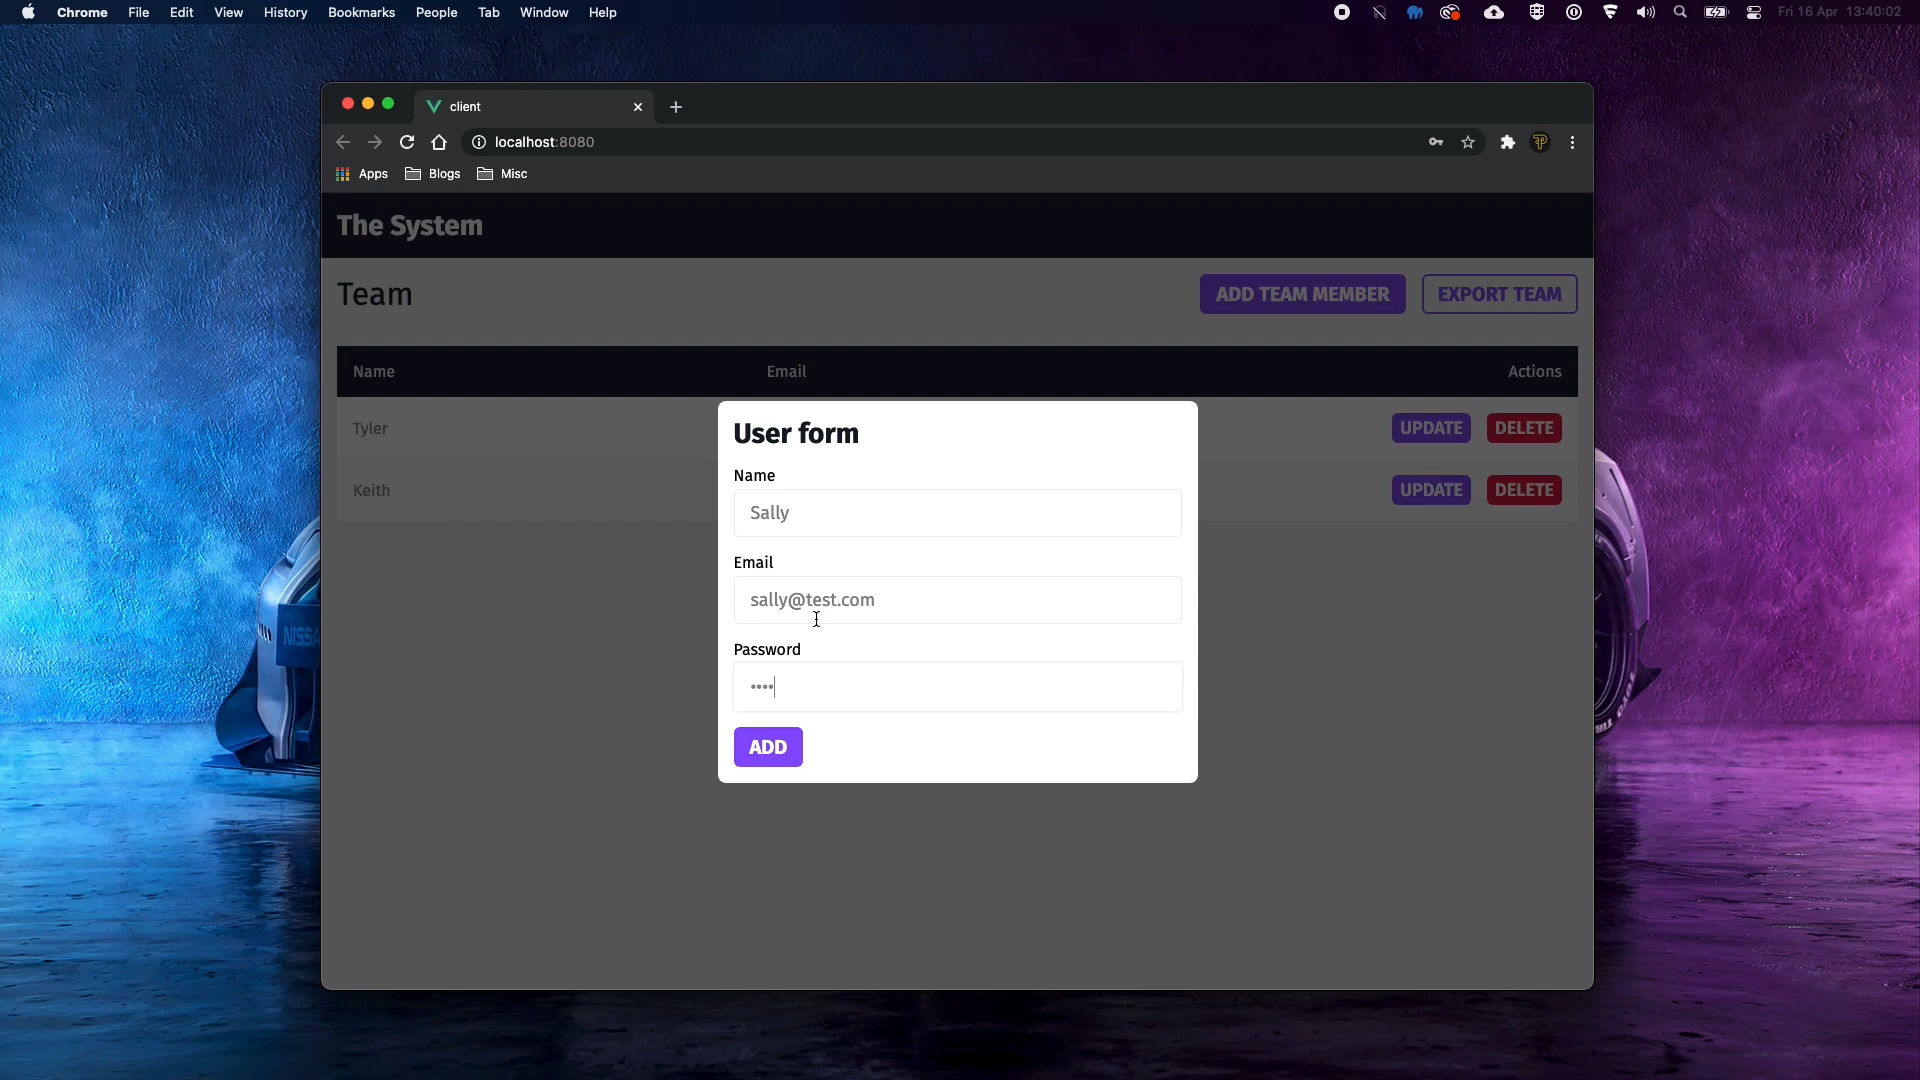 Chrome File Edit View History Bookmarks People Tab Window Help Fri 16 Apr 13:40:02
client
localhost:8080
Apps Blogs Misc
The System
Team ADD TEAM MEMBER EXPORT TEAM
Name Email Actions
Tyler UPDATE DELETE
Keith UPDATE DELETE
User form
Name
Sally
Email
sally@test.com
Password
••••
ADD
NISSA